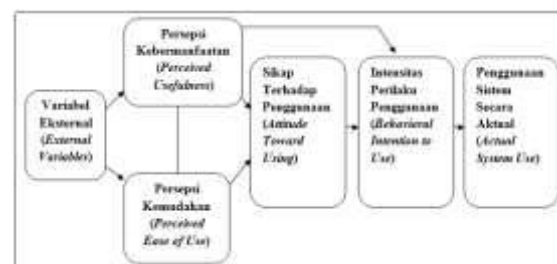 Variabel
Eksternal
(External
Variables)
Persepsi
Kebermanfaatan
(Perceived
Usefulness)
Persepsi
Kemudahan
(Perceived
Ease of Use)
Sikap
Terhadap
Penggunaan
(Attitude
Toward
Using)
Intensitas
Perilaku
Penggunaan
(Behavioral
Intention to
Use)
Penggunaan
Sistem
Secara
Aktual
(Actual
System Use)